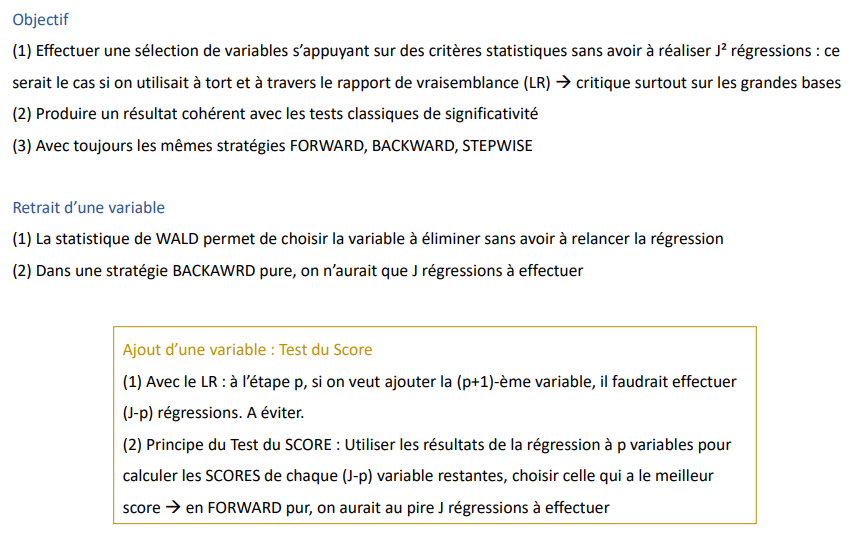 Objectif
(1) Effectuer une sélection de variables s’appuyant sur des critères statistiques sans avoir à réaliser J² régressions : ce
serait le cas si on utilisait à tort et à travers le rapport de vraisemblance (LR) → critique surtout sur les grandes bases
(2) Produire un résultat cohérent avec les tests classiques de significativité
(3) Avec toujours les mêmes stratégies FORWARD, BACKWARD, STEPWISE
Retrait d’une variable
(1) La statistique de WALD permet de choisir la variable à éliminer sans avoir à relancer la régression
(2) Dans une stratégie BACKAWRD pure, on n’aurait que J régressions à effectuer
Ajout d’une variable : Test du Score
(1) Avec le LR : à l’étape p, si on veut ajouter la (p+1)-ème variable, il faudrait effectuer
(J-p) régressions. A éviter.
(2) Principe du Test du SCORE : Utiliser les résultats de la régression à p variables pour
calculer les SCORES de chaque (J-p) variable restantes, choisir celle qui a le meilleur
score → en FORWARD pur, on aurait au pire J régressions à effectuer